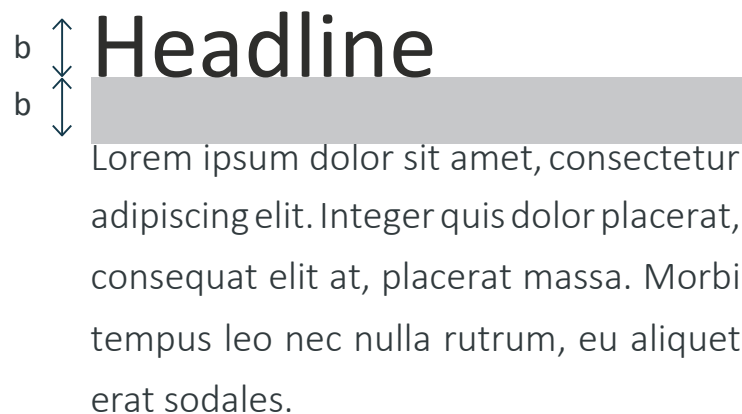 b
Headline
b
Lorem ipsum dolor sit amet, consectetur
adipiscing elit. Integer quis dolor placerat,
consequat elit at, placerat massa. Morbi
tempus leo nec nulla rutrum, eu aliquet
erat sodales.